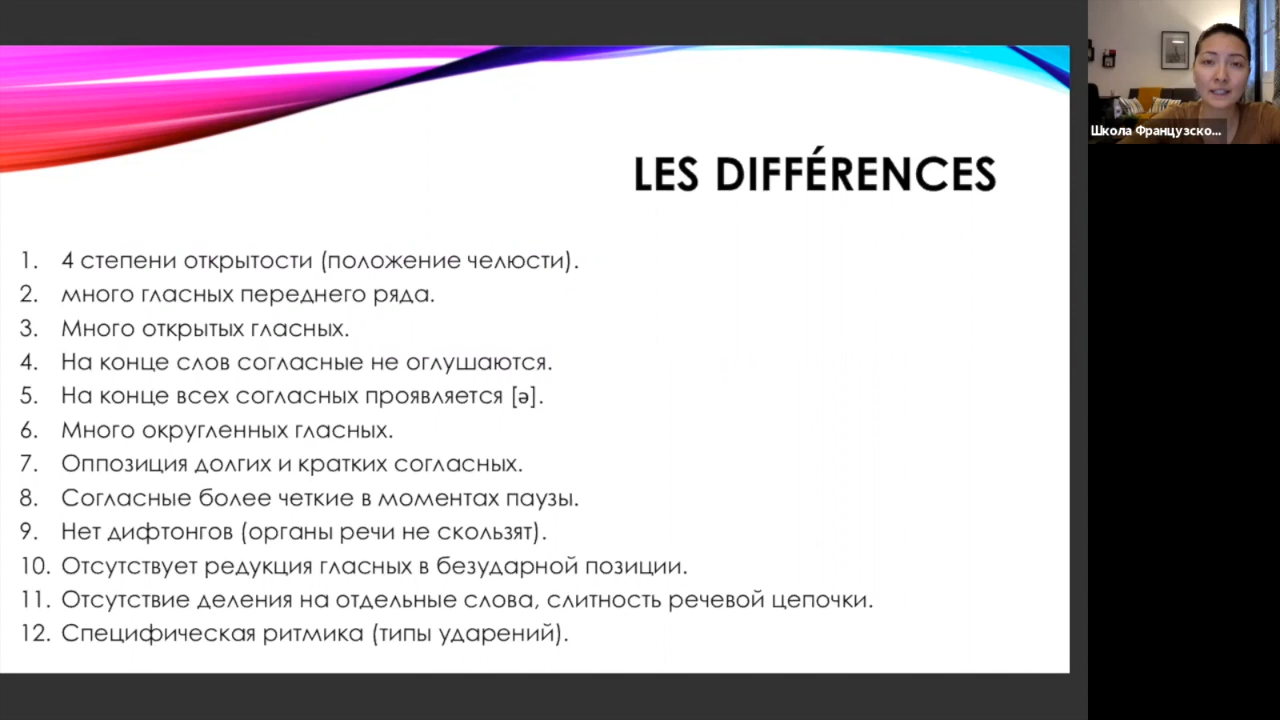 LES DIFFÉRENCES
1. 4 степени открытости (положение челюсти).
2. много гласных переднего ряда.
3. Много открытых гласных.
4. На конце слов согласные не оглушаются.
5. На конце всех согласных проявляется [ə].
6. Много округленных гласных.
7. Оппозиция долгих и кратких согласных.
8. Согласные более четкие в моментах паузы.
9. Нет дифтонгов (органы речи не скользят).
10. Отсутствует редукция гласных в безударной позиции.
11. Отсутствие деления на отдельные слова, слитность речевой цепочки.
12. Специфическая ритмика (типы ударений).
Школа Французско...